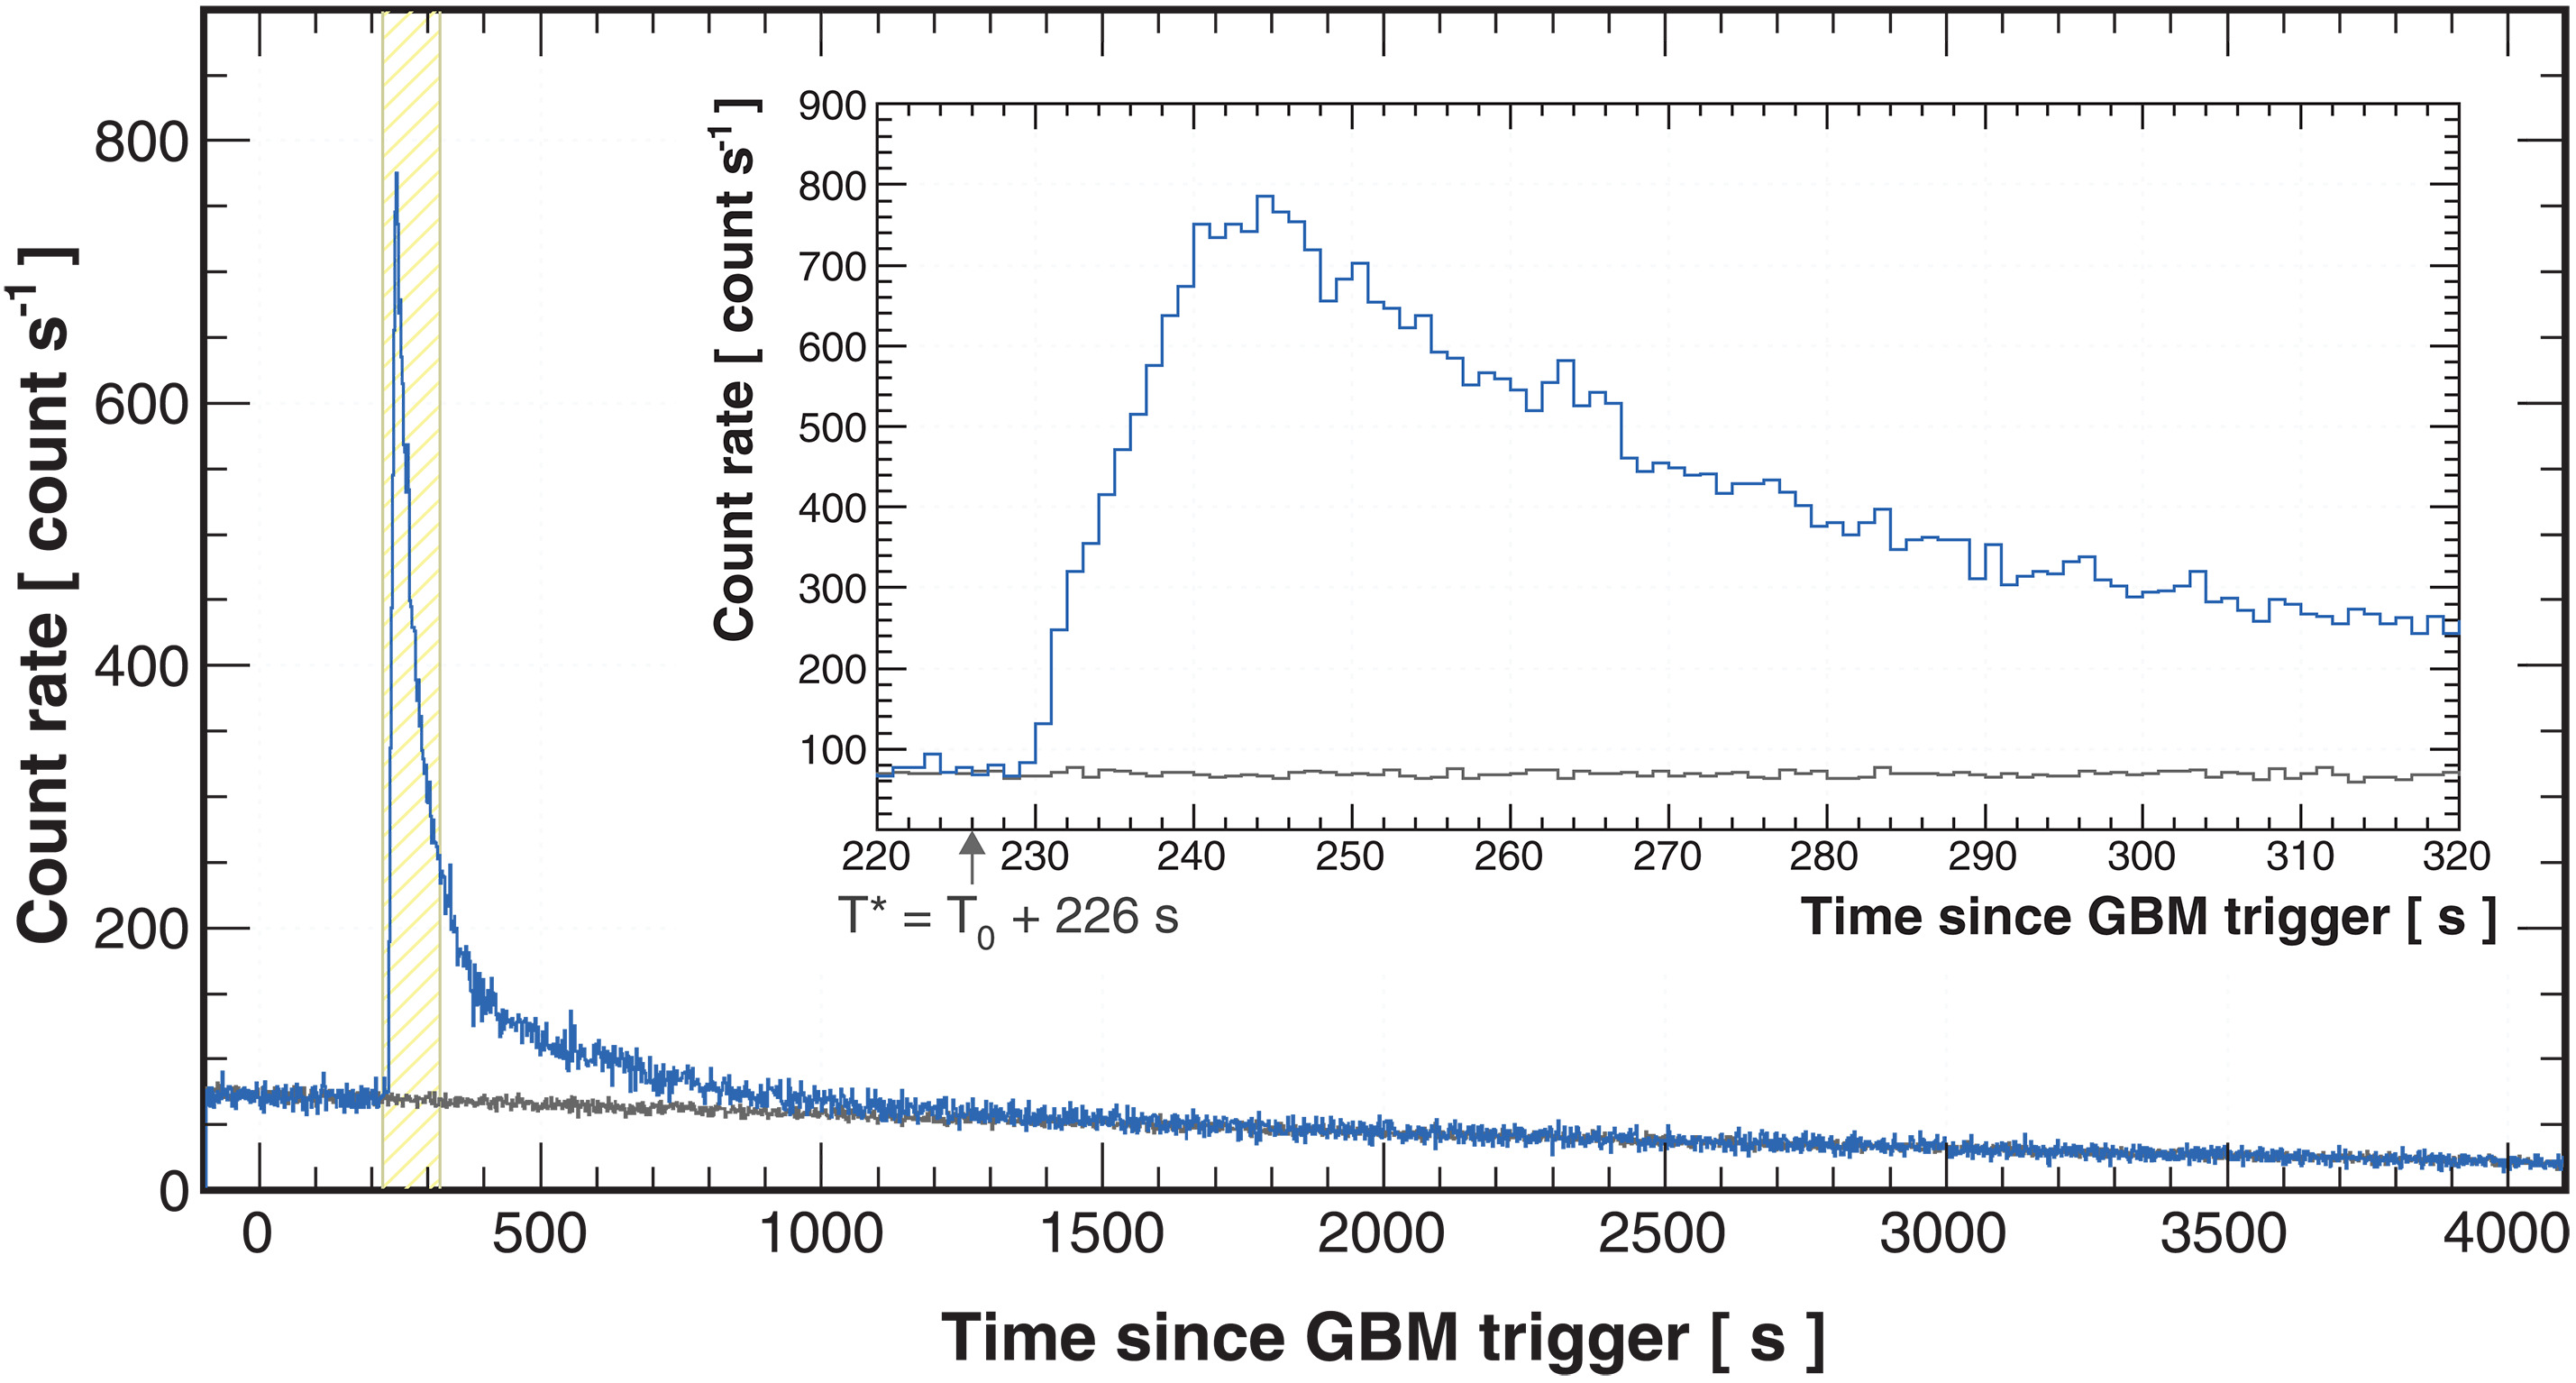 Count rate [ count s-1 ]
800
600
400
200
0
Count rate [ count s-1 ]
900
800
700
600
500
400
300
200
100
220 230 240 250 260 270 280 290 300 310 320
T* = T0 + 226 s
Time since GBM trigger [ s ]
0 500 1000 1500 2000 2500 3000 3500 4000
Time since GBM trigger [ s ]